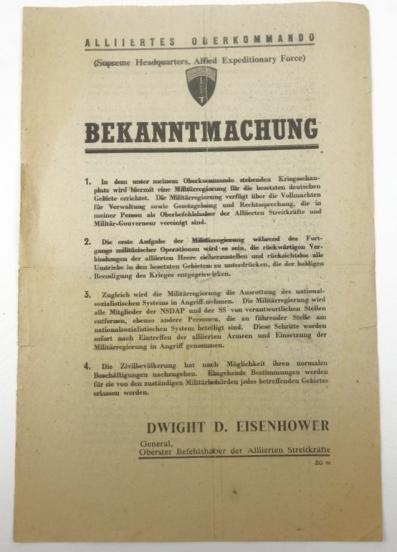 ALLIIERTES OBERKOMMANDO
(Supreme Headquarters, Allied Expeditionary Force)
BEKANNTMACHUNG
1. In dem unter meinem Oberkommando stehenden Kriegsschau-
platz wird hiermit eine Militärregierung für die besetzten deutschen
Gebiete errichtet. Die Militärregierung verfügt über die Vollmachten
für Verwaltung sowie Gesetzgebung und Rechtsprechung, die in
meiner Person als Oberbefehlshaber der Alliierten Streitkräfte und
Militär-Gouverneur vereinigt sind.
2. Die erste Aufgabe der Militärregierung während des Fort-
gangs militärischer Operationen wird es sein, die rückwärtigen Ver-
bindungen der alliierten Heere sicherzustellen und rücksichtslos alle
Umtriebe in den besetzten Gebieten zu unterdrücken, die der baldigen
Beendigung des Krieges entgegenwirken.
3. Zugleich wird die Militärregierung die Ausrottung des national-
sozialistischen Systems in Angriff nehmen. Die Militärregierung wird
alle Mitglieder der NSDAP und der SS von verantwortlichen Stellen
entfernen, ebenso andere Personen, die an führender Stelle am
nationalsozialistischen System beteiligt sind. Diese Schritte werden
sofort nach Eintreffen der alliierten Armeen und Einsetzung der
Militärregierung in Angriff genommen.
4. Die Zivilbevölkerung hat nach Möglichkeit ihren normalen
Beschäftigungen nachzugehen. Eingehende Bestimmungen werden
für sie von den zuständigen Militärbehörden jedes betreffenden Gebietes
erlassen werden.
DWIGHT D. EISENHOWER
General,
Oberster Befehlshaber der Alliierten Streitkräfte
ZG